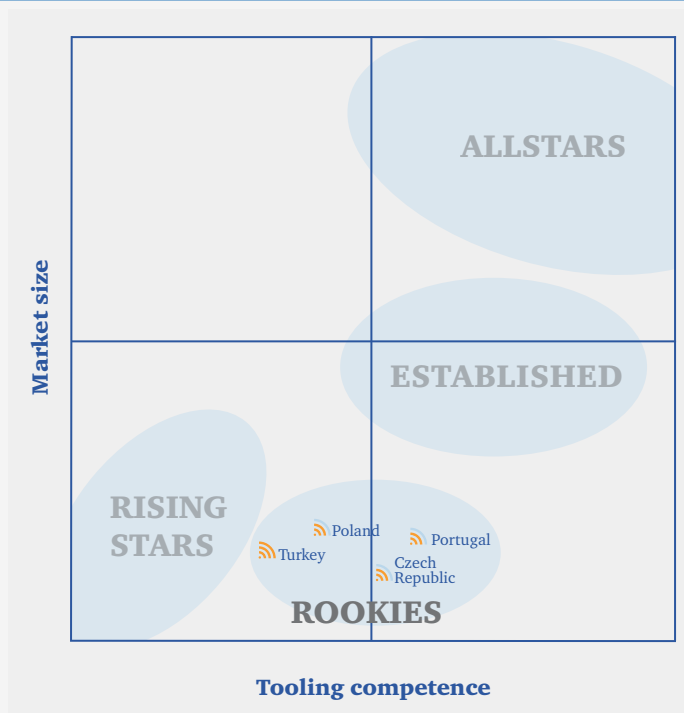 ALLSTARS
Market size
ESTABLISHED
RISING
STARS
Poland
Portugal
Turkey
Czech
Republic
ROOKIES
Tooling competence